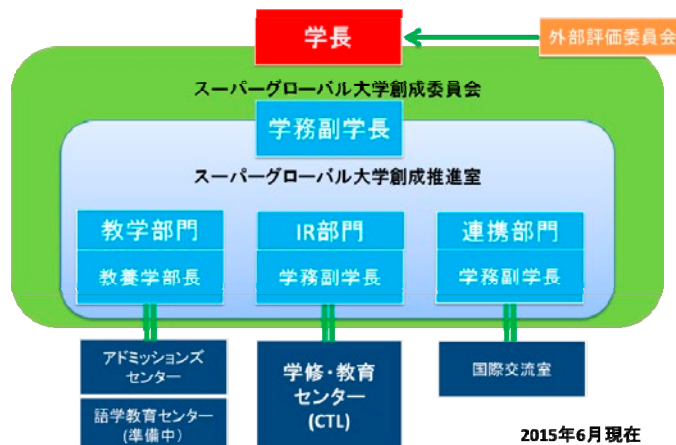 学長
外部評価委員会
スーパーグローバル大学創成委員会
学務副学長
スーパーグローバル大学創成推進室
教学部門
教養学部長
IR部門
学務副学長
連携部門
学務副学長
アドミッションズ
センター
語学教育センター
(準備中)
学修・教育
センター
(CTL)
国際交流室
2015年6月現在